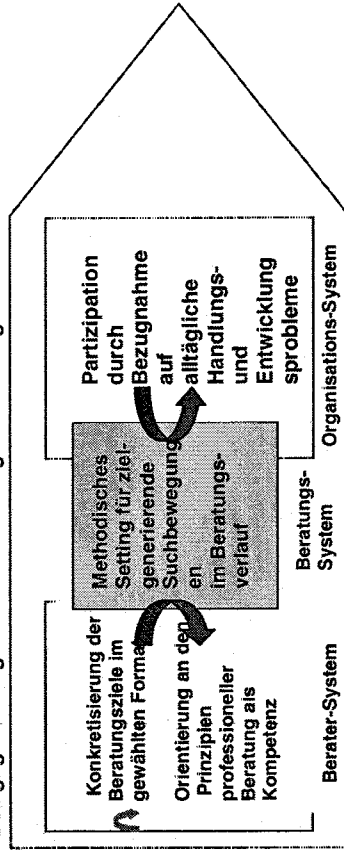 Konkretisierung der
Beratungsziele im
gewählten Format
Orientierung an den
Prinzipien
professioneller
Beratung als
Kompetenz
Berater-System
Methodisches
Setting für ziel-
generierende
Suchbewegung
en
im Beratungs-
verlauf
Beratungs-
System
Partizipation
durch
Bezugnahme
auf
alltägliche
Handlungs-
und
Entwicklung
sprobleme
Organisations-System